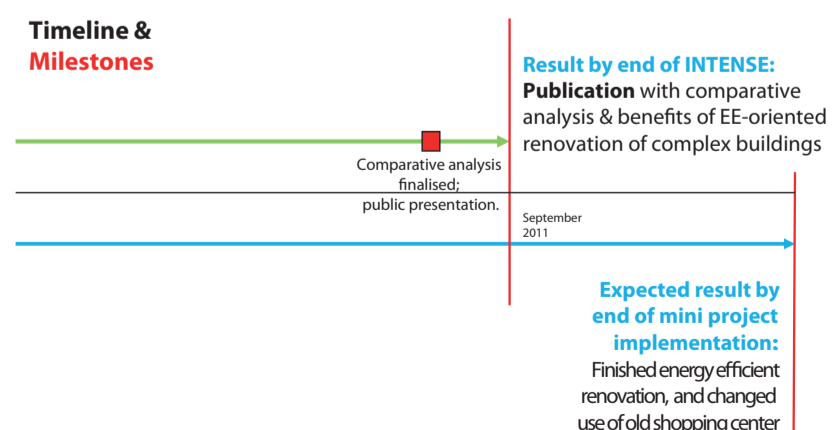 Timeline &
Milestones
Result by end of INTENSE:
Publication with comparative
analysis & benefits of EE-oriented
renovation of complex buildings
Comparative analysis
finalised;
public presentation.
September
2011
Expected result by
end of mini project
implementation:
Finished energy efficient
renovation, and changed
use of old shopping center